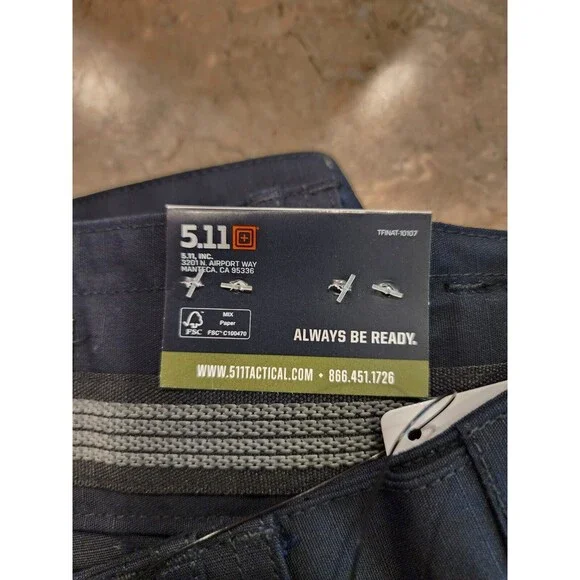 5.11
TFINAT-10107
5.11, INC.
3201 N. AIRPORT WAY
MANTECA, CA 95336
FSC
MIX
Paper
FSC™ C100470
ALWAYS BE READY.
WWW.511TACTICAL.COM • 866.451.1726